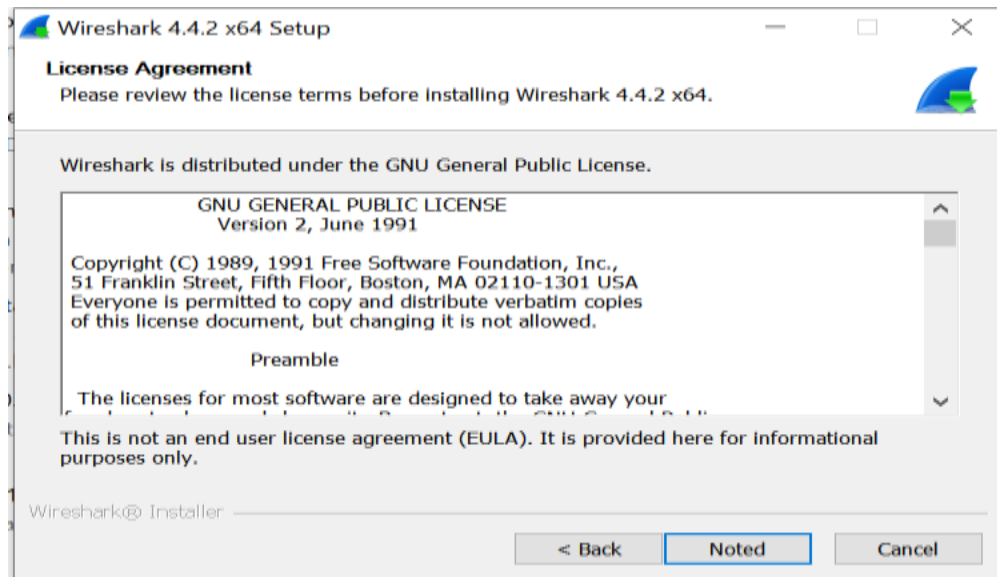 Wireshark 4.4.2 x64 Setup
License Agreement
Please review the license terms before installing Wireshark 4.4.2 x64.
Wireshark is distributed under the GNU General Public License.
GNU GENERAL PUBLIC LICENSE
Version 2, June 1991
Copyright (C) 1989, 1991 Free Software Foundation, Inc.,
51 Franklin Street, Fifth Floor, Boston, MA 02110-1301 USA
Everyone is permitted to copy and distribute verbatim copies
of this license document, but changing it is not allowed.
Preamble
The licenses for most software are designed to take away your
This is not an end user license agreement (EULA). It is provided here for informational
purposes only.
Wireshark® Installer
< Back
Noted
Cancel